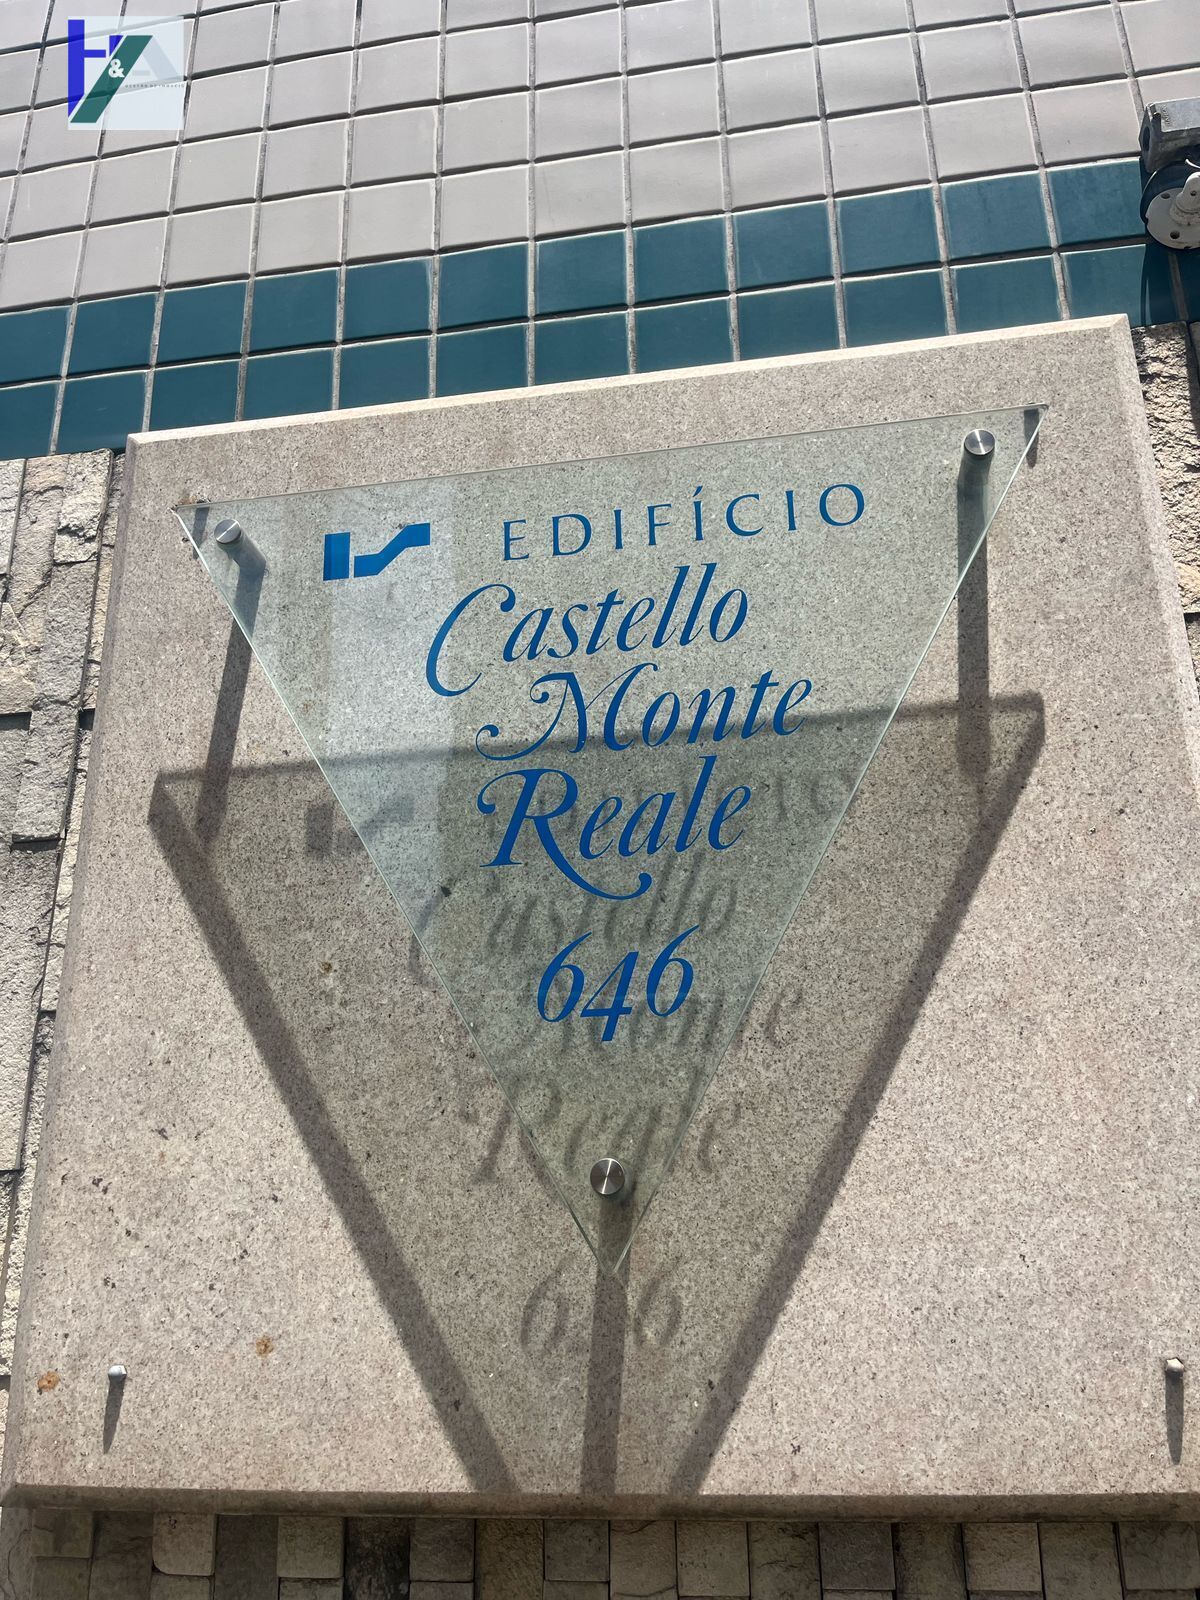 H&A
EDIFÍCIO
Castello
Monte
Reale
646